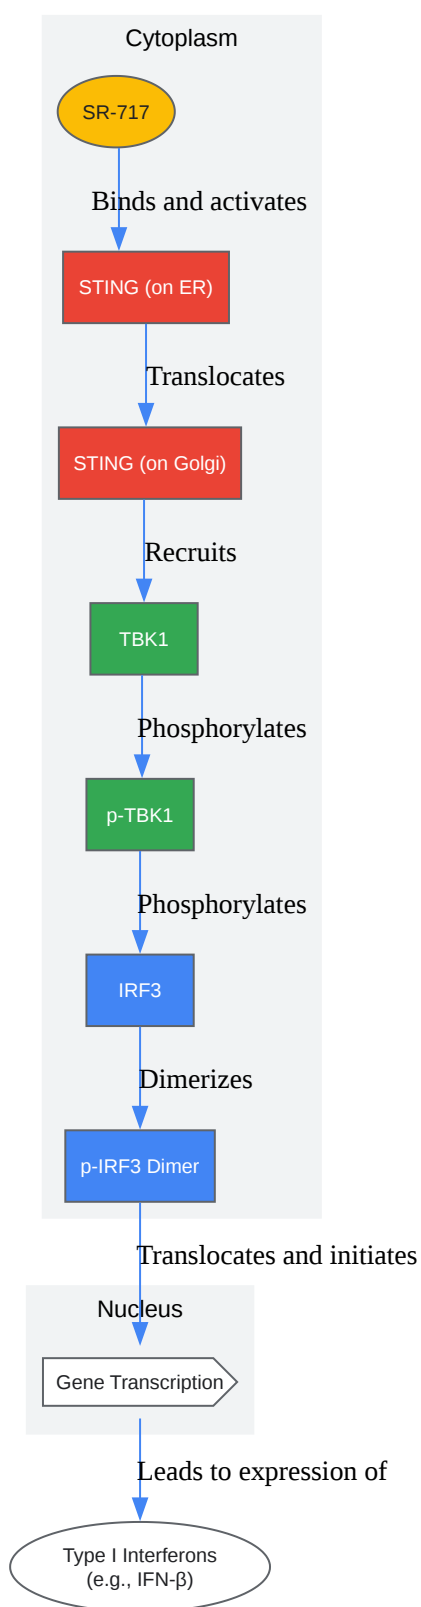 Cytoplasm
SR-717
Binds and activates
STING (on ER)
Translocates
STING (on Golgi)
Recruits
TBK1
Phosphorylates
p-TBK1
Phosphorylates
IRF3
Dimerizes
p-IRF3 Dimer
Translocates and initiates
Nucleus
Gene Transcription
Leads to expression of
Type I Interferons
(e.g., IFN-β)